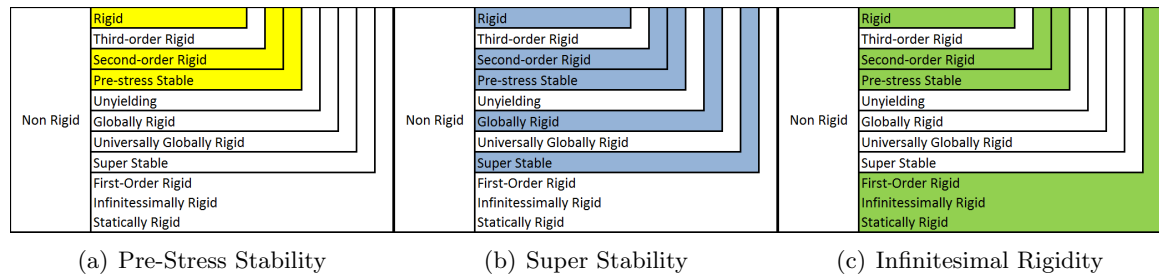 Rigid
Third-order Rigid
Second-order Rigid
Pre-stress Stable
Unyielding
Non Rigid
Globally Rigid
Universally Globally Rigid
Super Stable
First-Order Rigid
Infinitessimally Rigid
Statically Rigid
(a) Pre-Stress Stability
Rigid
Third-order Rigid
Second-order Rigid
Pre-stress Stable
Unyielding
Non Rigid
Globally Rigid
Universally Globally Rigid
Super Stable
First-Order Rigid
Infinitessimally Rigid
Statically Rigid
(b) Super Stability
Rigid
Third-order Rigid
Second-order Rigid
Pre-stress Stable
Unyielding
Non Rigid
Globally Rigid
Universally Globally Rigid
Super Stable
First-Order Rigid
Infinitessimally Rigid
Statically Rigid
(c) Infinitesimal Rigidity